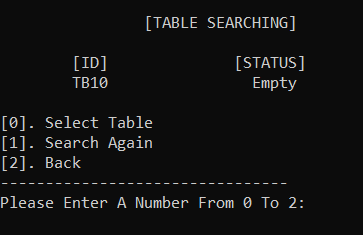 [TABLE SEARCHING]
[ID] [STATUS]
TB10 Empty
[0]. Select Table
[1]. Search Again
[2]. Back
--------------------------------
Please Enter A Number From 0 To 2: